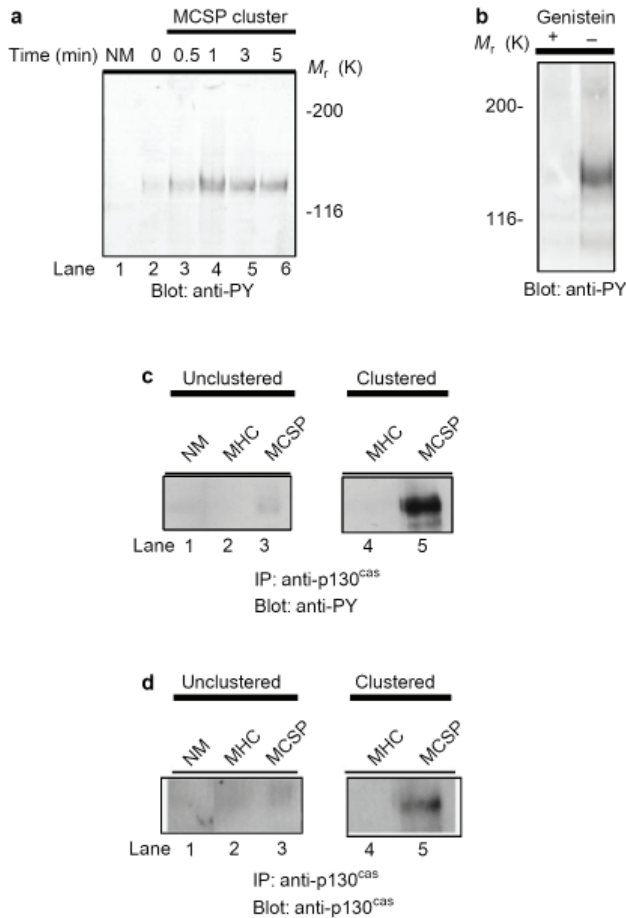 a
MCSP cluster
Time (min) NM 0 0.5 1 3 5
Mr (K)
-200
-116
Lane 1 2 3 4 5 6
Blot: anti-PY
b
Genistein
Mr (K) + –
200-
116-
Blot: anti-PY
c
Unclustered Clustered
NM MHC MCSP MHC MCSP
Lane 1 2 3 4 5
IP: anti-p130cas
Blot: anti-PY
d
Unclustered Clustered
NM MHC MCSP MHC MCSP
Lane 1 2 3 4 5
IP: anti-p130cas
Blot: anti-p130cas